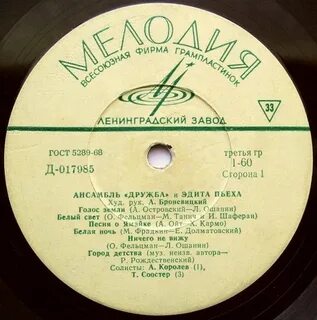 МЕЛОДИЯ
ВСЕСОЮЗНАЯ ФИРМА ГРАМПЛАСТИНОК
33
ЛЕНИНГРАДСКИЙ ЗАВОД
ГОСТ 5289-68
третья гр
Д-017985
1-60
Сторона 1
АНСАМБЛЬ «ДРУЖБА» и ЭДИТА ПЬЕХА
Худ. рук. А. Броневицкий
Голос земли (А. Островский—Л. Ошанин)
Белый свет (О. Фельцман— М. Танич и И. Шаферан)
Песня о Ямайке (А. Ойт — Х. Кармо)
Белая ночь (М. Фрадкин— Е. Долматовский)
Ничего не вижу
(О. Фельцман—Л. Ошанин)
Город детства (муз. неизв. автора—
Р. Рождественский)
Солисты: А. Королев (1),
Т. Соостер (3)